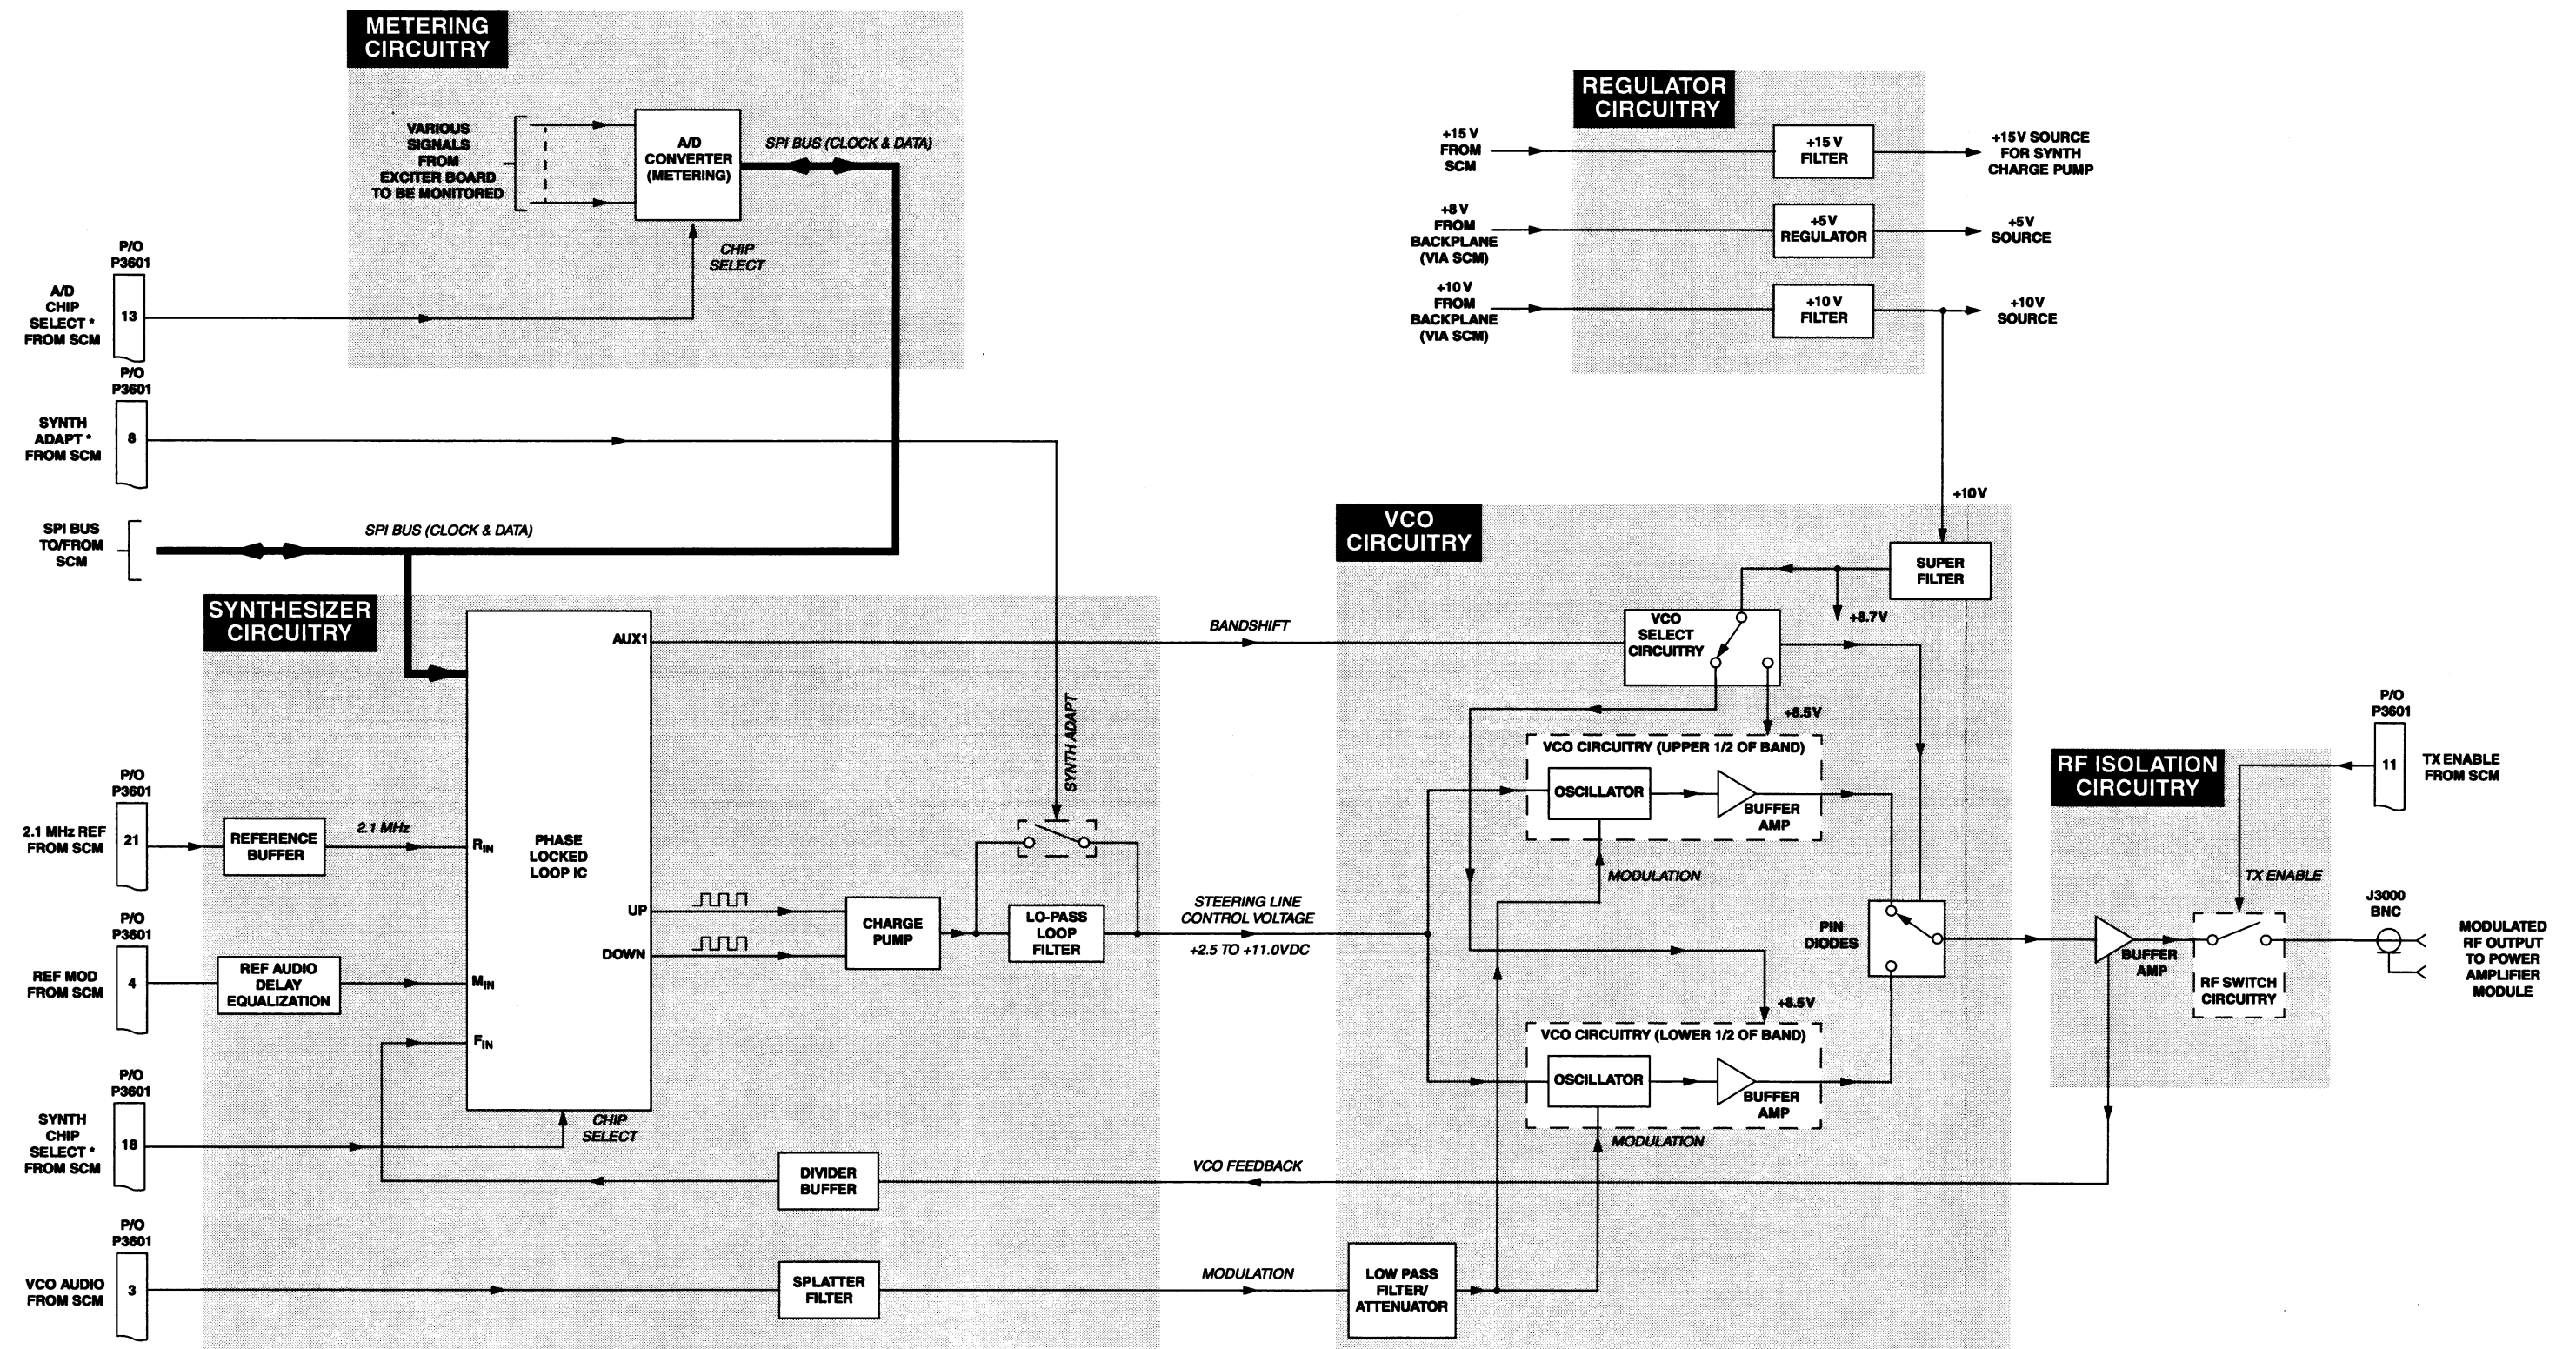 METERING
CIRCUITRY
VARIOUS
SIGNALS
FROM
EXCITER BOARD
TO BE MONITORED
A/D
CONVERTER
(METERING)
SPI BUS (CLOCK & DATA)
CHIP
SELECT
P/O
P3601
A/D
CHIP
SELECT *
FROM SCM
13
P/O
P3601
SYNTH
ADAPT *
FROM SCM
8
SPI BUS
TO/FROM
SCM
SPI BUS (CLOCK & DATA)
REGULATOR
CIRCUITRY
+15 V
FROM
SCM
+15 V
FILTER
+15V SOURCE
FOR SYNTH
CHARGE PUMP
+8 V
FROM
BACKPLANE
(VIA SCM)
+5 V
REGULATOR
+5V
SOURCE
+10 V
FROM
BACKPLANE
(VIA SCM)
+10 V
FILTER
+10V
SOURCE
+10 V
SYNTHESIZER
CIRCUITRY
AUX1
PHASE
LOCKED
LOOP IC
RIN
MIN
FIN
UP
DOWN
P/O
P3601
2.1 MHz REF
FROM SCM
21
REFERENCE
BUFFER
2.1 MHz
P/O
P3601
REF MOD
FROM SCM
4
REF AUDIO
DELAY
EQUALIZATION
P/O
P3601
SYNTH
CHIP
SELECT *
FROM SCM
18
CHIP
SELECT
CHARGE
PUMP
LO-PASS
LOOP
FILTER
SYNTH ADAPT
DIVIDER
BUFFER
P/O
P3601
VCO AUDIO
FROM SCM
3
SPLATTER
FILTER
BANDSHIFT
STEERING LINE
CONTROL VOLTAGE
+2.5 TO +11.0VDC
VCO FEEDBACK
MODULATION
VCO
CIRCUITRY
SUPER
FILTER
+8.7V
VCO
SELECT
CIRCUITRY
+8.5V
VCO CIRCUITRY (UPPER 1/2 OF BAND)
OSCILLATOR
BUFFER
AMP
MODULATION
PIN
DIODES
+8.5V
VCO CIRCUITRY (LOWER 1/2 OF BAND)
OSCILLATOR
BUFFER
AMP
MODULATION
LOW PASS
FILTER/
ATTENUATOR
RF ISOLATION
CIRCUITRY
TX ENABLE
BUFFER
AMP
RF SWITCH
CIRCUITRY
P/O
P3601
11
TX ENABLE
FROM SCM
J3000
BNC
MODULATED
RF OUTPUT
TO POWER
AMPLIFIER
MODULE